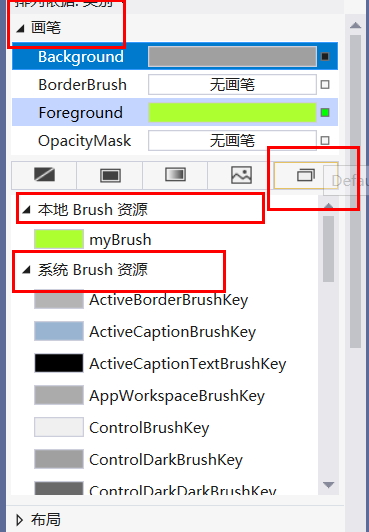 排列依据: 类别
画笔
Background
BorderBrush 无画笔
Foreground
OpacityMask 无画笔
Defau
本地 Brush 资源
myBrush
系统 Brush 资源
ActiveBorderBrushKey
ActiveCaptionBrushKey
ActiveCaptionTextBrushKey
AppWorkspaceBrushKey
ControlBrushKey
ControlDarkBrushKey
ControlDarkDarkBrushKey
布局